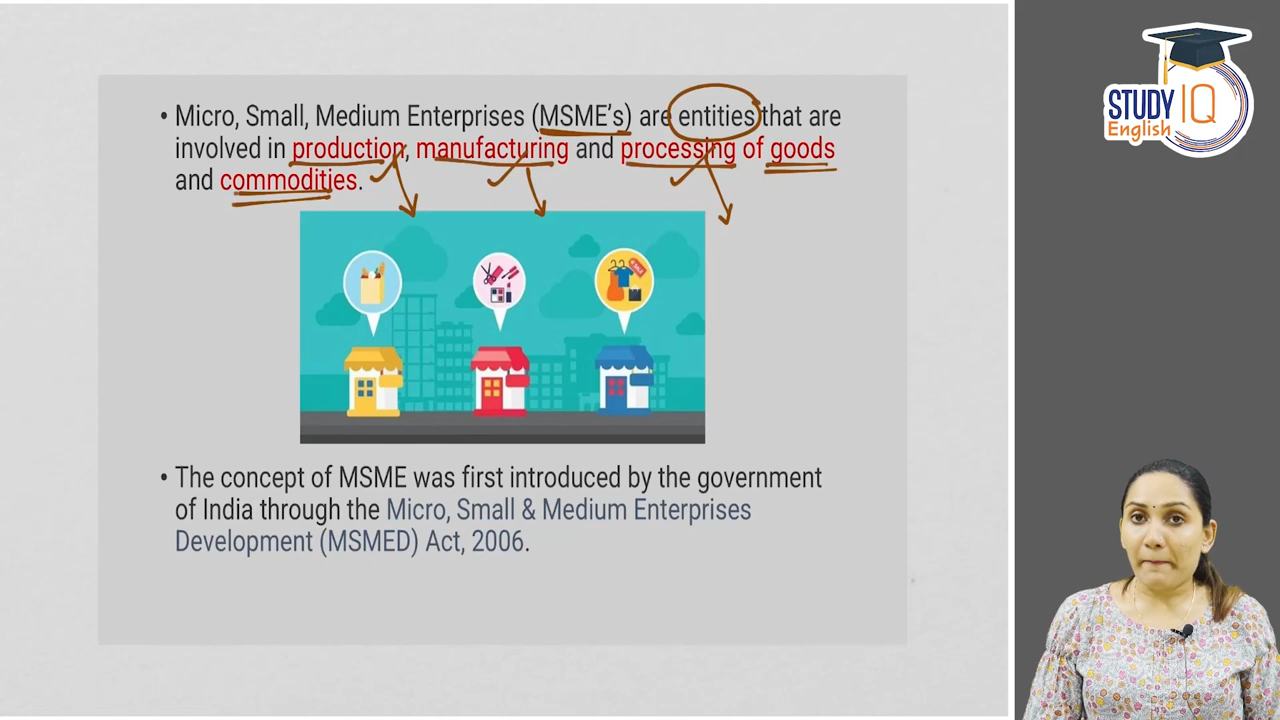 • Micro, Small, Medium Enterprises (MSME's) are entities that are
involved in production, manufacturing and processing of goods
and commodities.
• The concept of MSME was first introduced by the government
of India through the Micro, Small & Medium Enterprises
Development (MSMED) Act, 2006.
STUDY IQ
English